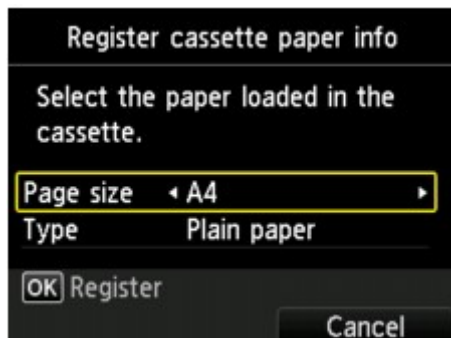 Register cassette paper info
Select the paper loaded in the
cassette.
Page size ◂ A4 ▸
Type Plain paper
OK Register
Cancel